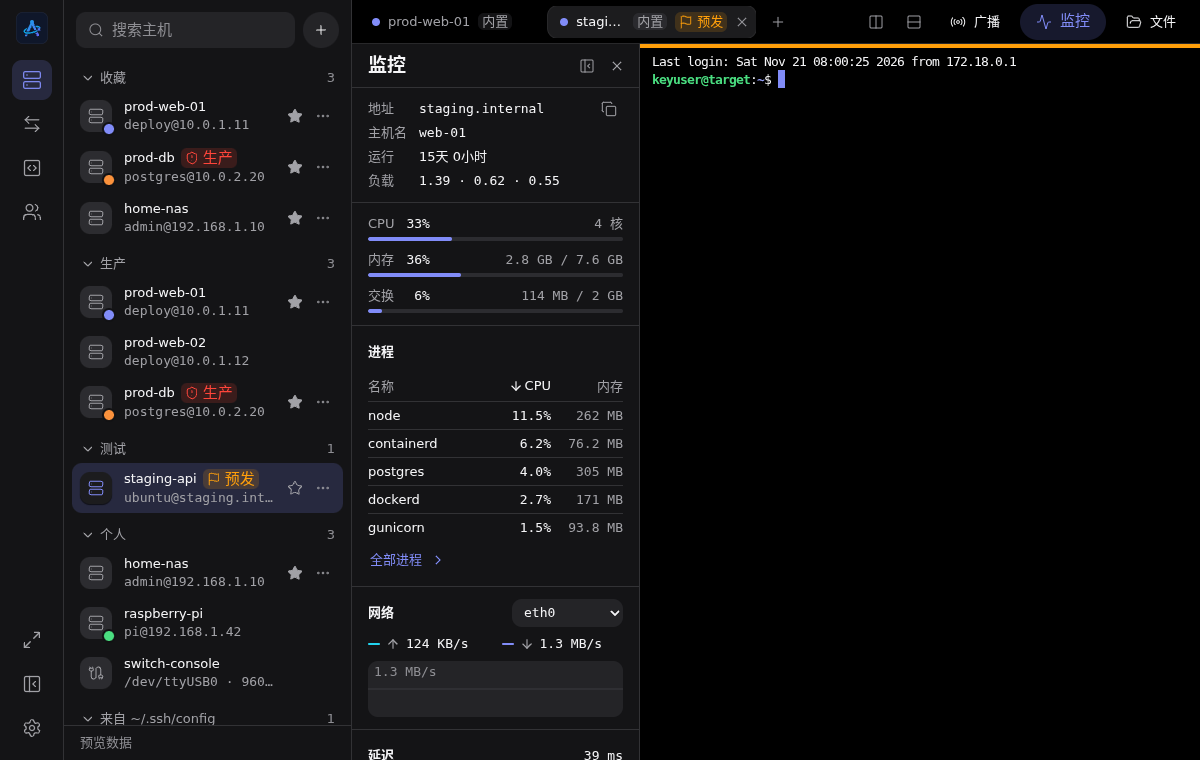 搜索主机
收藏 3
prod-web-01
deploy@10.0.1.11
prod-db 生产
postgres@10.0.2.20
home-nas
admin@192.168.1.10
生产 3
prod-web-01
deploy@10.0.1.11
prod-web-02
deploy@10.0.1.12
prod-db 生产
postgres@10.0.2.20
测试 1
staging-api 预发
ubuntu@staging.int…
个人 3
home-nas
admin@192.168.1.10
raspberry-pi
pi@192.168.1.42
switch-console
/dev/ttyUSB0 · 960…
来自 ~/.ssh/config 1
预览数据
prod-web-01 内置 stagi… 内置 预发 广播 监控 文件
监控
地址 staging.internal
主机名 web-01
运行 15天 0小时
负载 1.39 · 0.62 · 0.55
CPU 33% 4 核
内存 36% 2.8 GB / 7.6 GB
交换 6% 114 MB / 2 GB
进程
名称 CPU 内存
node 11.5% 262 MB
containerd 6.2% 76.2 MB
postgres 4.0% 305 MB
dockerd 2.7% 171 MB
gunicorn 1.5% 93.8 MB
全部进程
网络 eth0
124 KB/s 1.3 MB/s
1.3 MB/s
延迟 39 ms
Last login: Sat Nov 21 08:00:25 2026 from 172.18.0.1
keyuser@target:~$